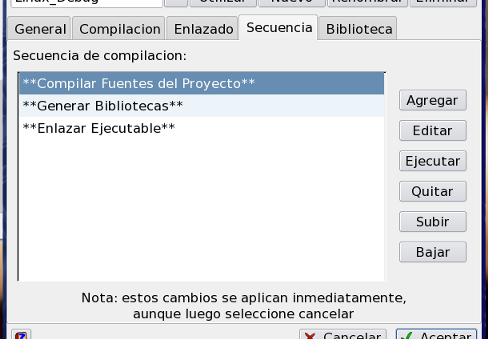 Linux_Debug Utilizar Nuevo Renombrar Eliminar
General Compilacion Enlazado Secuencia Biblioteca
Secuencia de compilacion:
**Compilar Fuentes del Proyecto**
**Generar Bibliotecas**
**Enlazar Ejecutable**
Agregar
Editar
Ejecutar
Quitar
Subir
Bajar
Nota: estos cambios se aplican inmediatamente,
aunque luego seleccione cancelar
Cancelar Aceptar